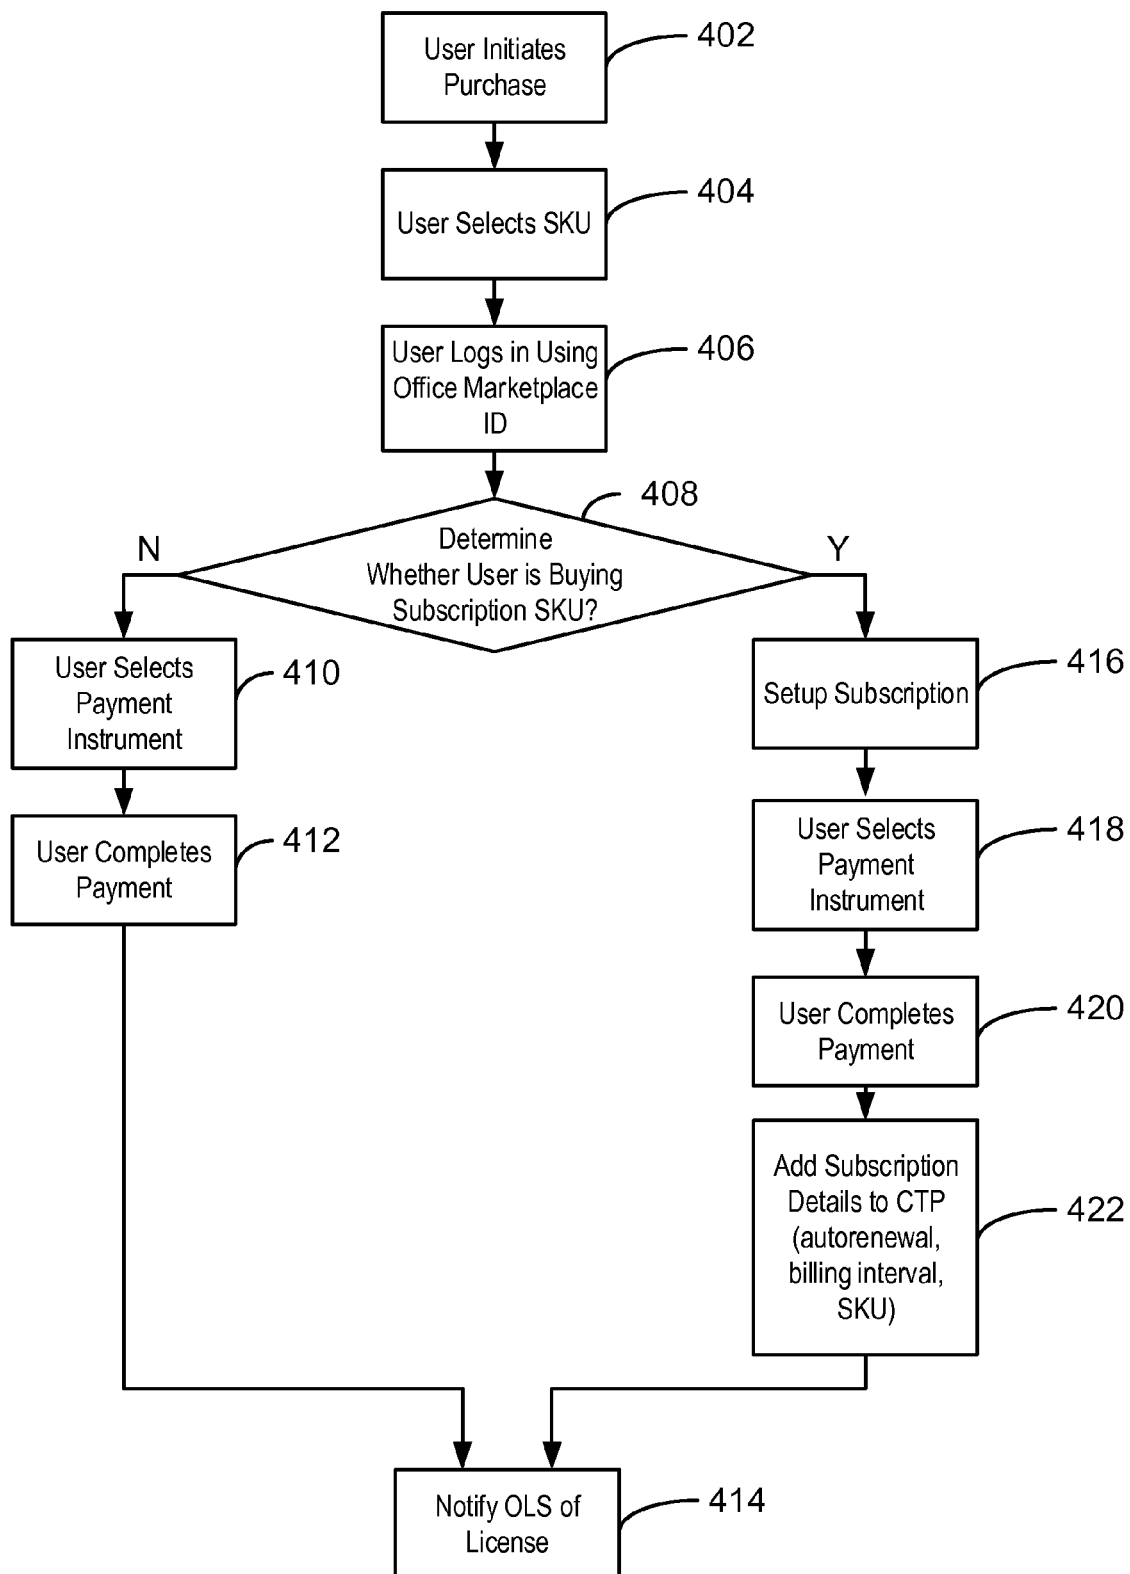 User Initiates
Purchase
402
User Selects SKU
404
User Logs in Using
Office Marketplace
ID
406
Determine
Whether User is Buying
Subscription SKU?
408
N
Y
User Selects
Payment
Instrument
410
User Completes
Payment
412
Setup Subscription
416
User Selects
Payment
Instrument
418
User Completes
Payment
420
Add Subscription
Details to CTP
(autorenewal,
billing interval,
SKU)
422
Notify OLS of
License
414